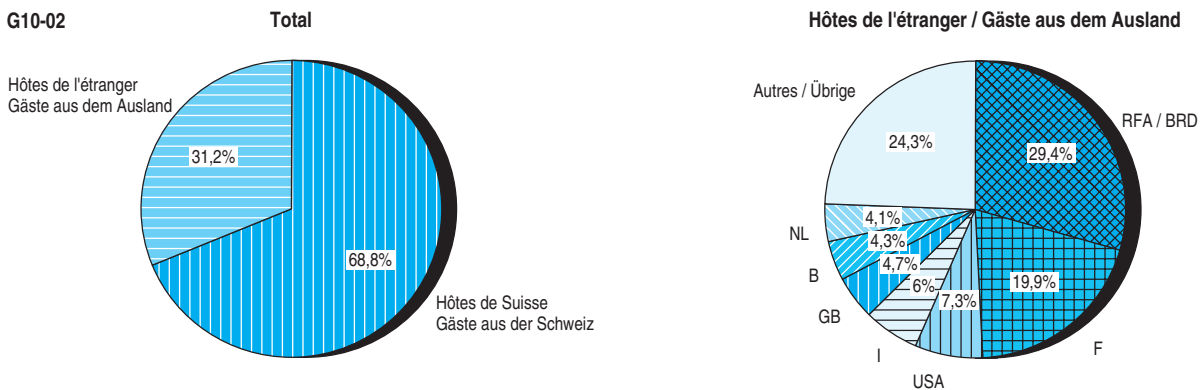 G10-02
Total
Hôtes de l'étranger
Gäste aus dem Ausland
31,2%
68,8%
Hôtes de Suisse
Gäste aus der Schweiz
Hôtes de l'étranger / Gäste aus dem Ausland
Autres / Übrige
RFA / BRD
24,3%
29,4%
4,1%
NL
4,3%
B
4,7%
GB
6%
I
7,3%
USA
19,9%
F